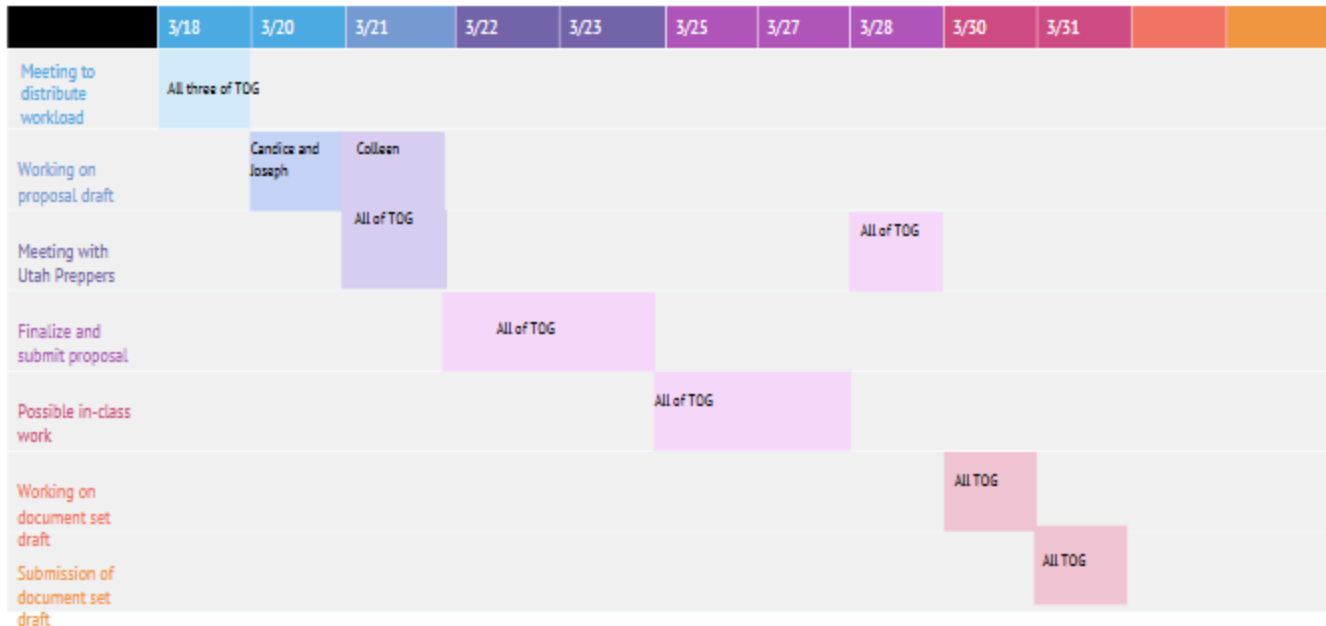 3/18 3/20 3/21 3/22 3/23 3/25 3/27 3/28 3/30 3/31
Meeting to
distribute
workload
All three of TOG
Working on
proposal draft
Candice and
Joseph
Colleen
Meeting with
Utah Preppers
All of TOG
All of TOG
Finalize and
submit proposal
All of TOG
Possible in-class
work
All of TOG
Working on
document set
draft
All TOG
Submission of
document set
draft
All TOG